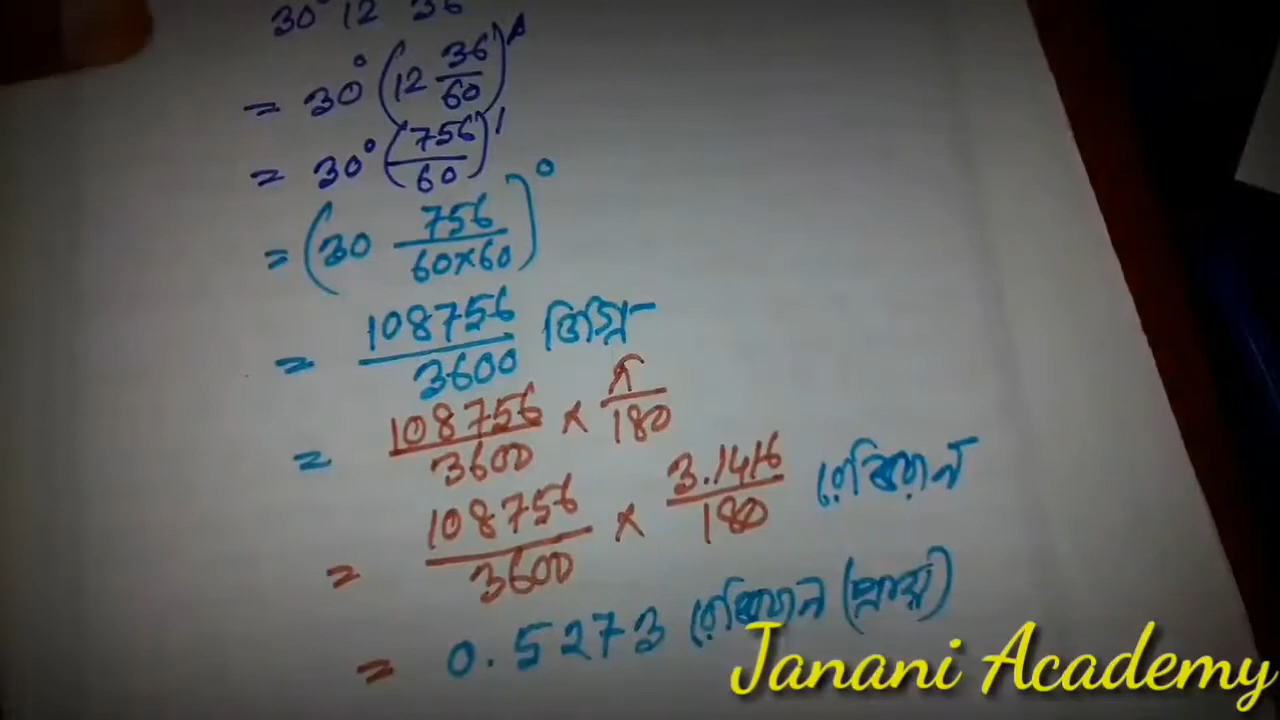 30° 12 36
= 30° (12 36/60)'
= 30° (756/60)'
= (30 756/60×60)°
= 108756/3600 ডিগ্রি
= 108756/3600 × π/180
= 108756/3600 × 3.1416/180 রেডিয়ান
= 0.5273 রেডিয়ান (প্রায়)
Janani Academy